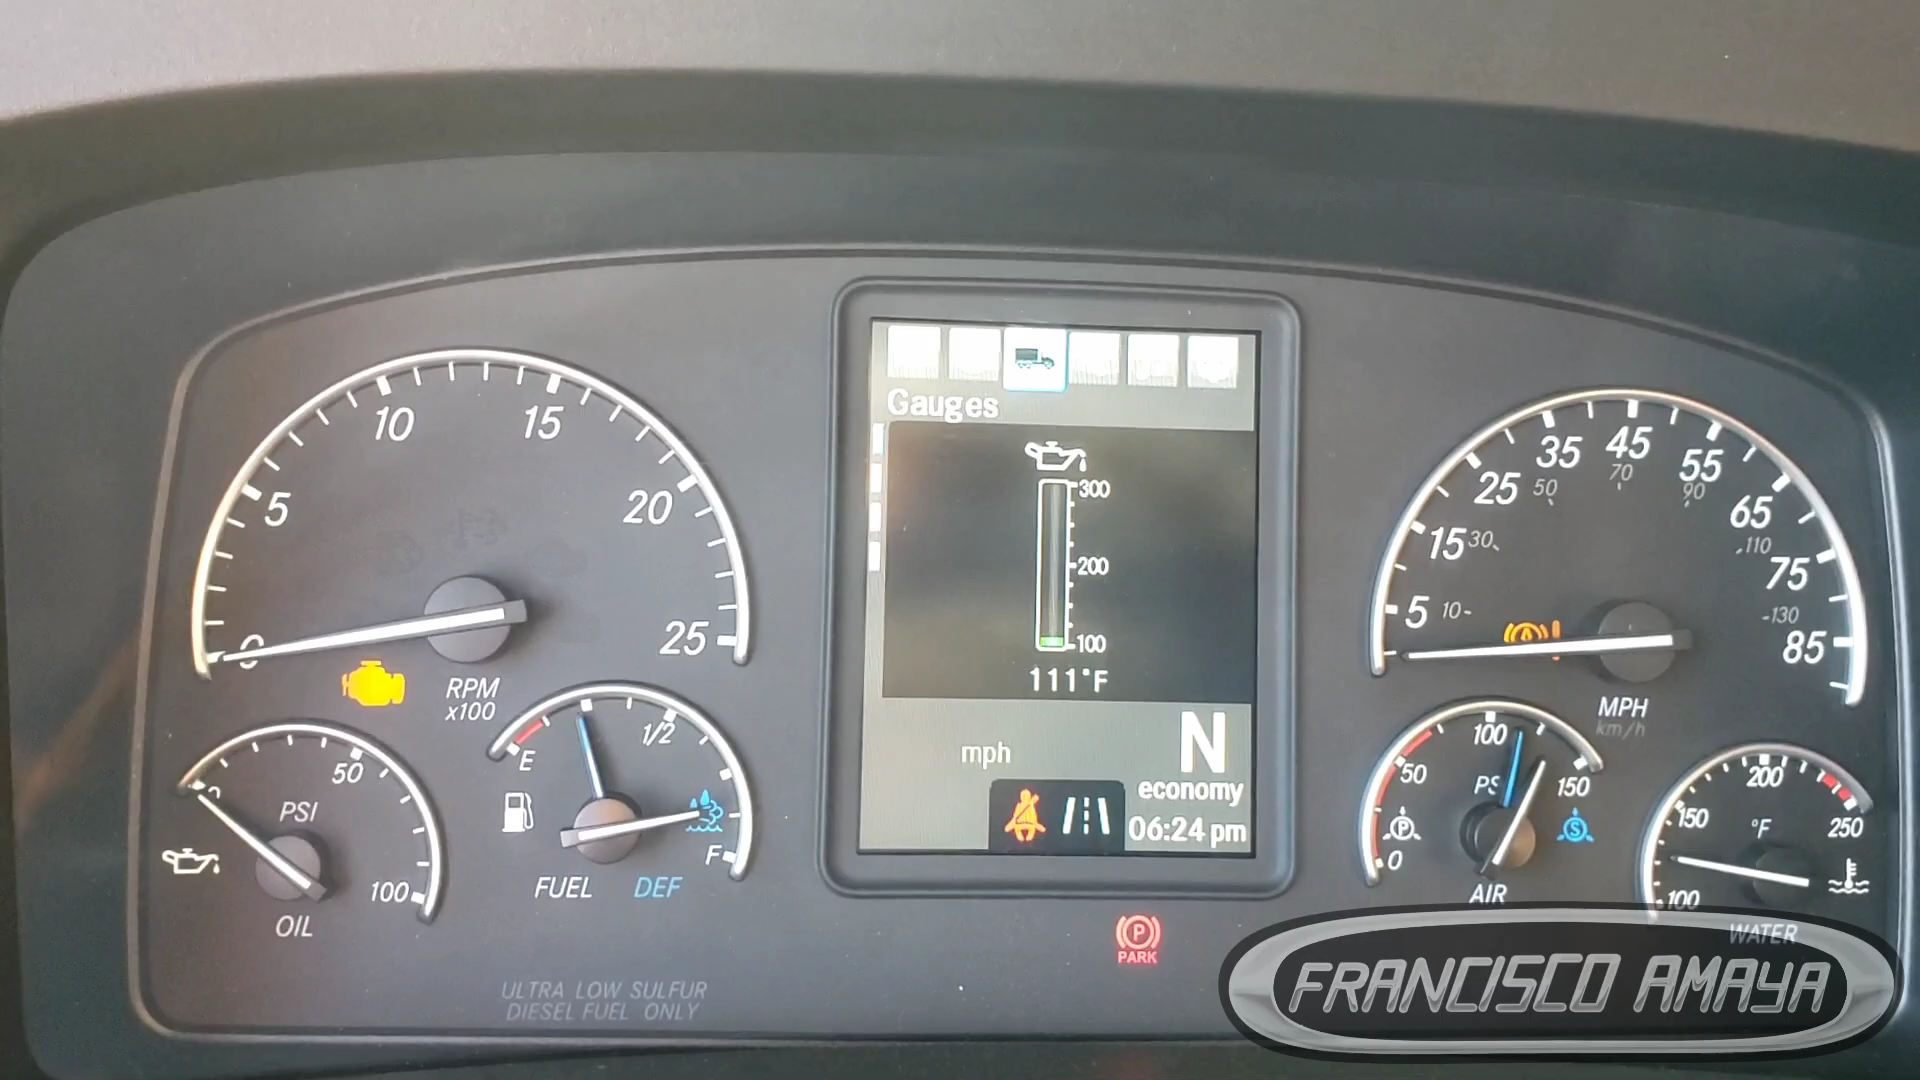 5
10
15
20
25
RPM
x100
0
50
100
PSI
OIL
E
1/2
F
FUEL
DEF
ULTRA LOW SULFUR
DIESEL FUEL ONLY
Gauges
300
200
100
111°F
mph
N
economy
06:24 pm
P
PARK
5
15
25
35
45
55
65
75
85
10
30
50
70
90
110
130
MPH
km/h
0
50
100
150
PSI
P
S
AIR
100
150
200
250
°F
WATER
FRANCISCO AMAYA